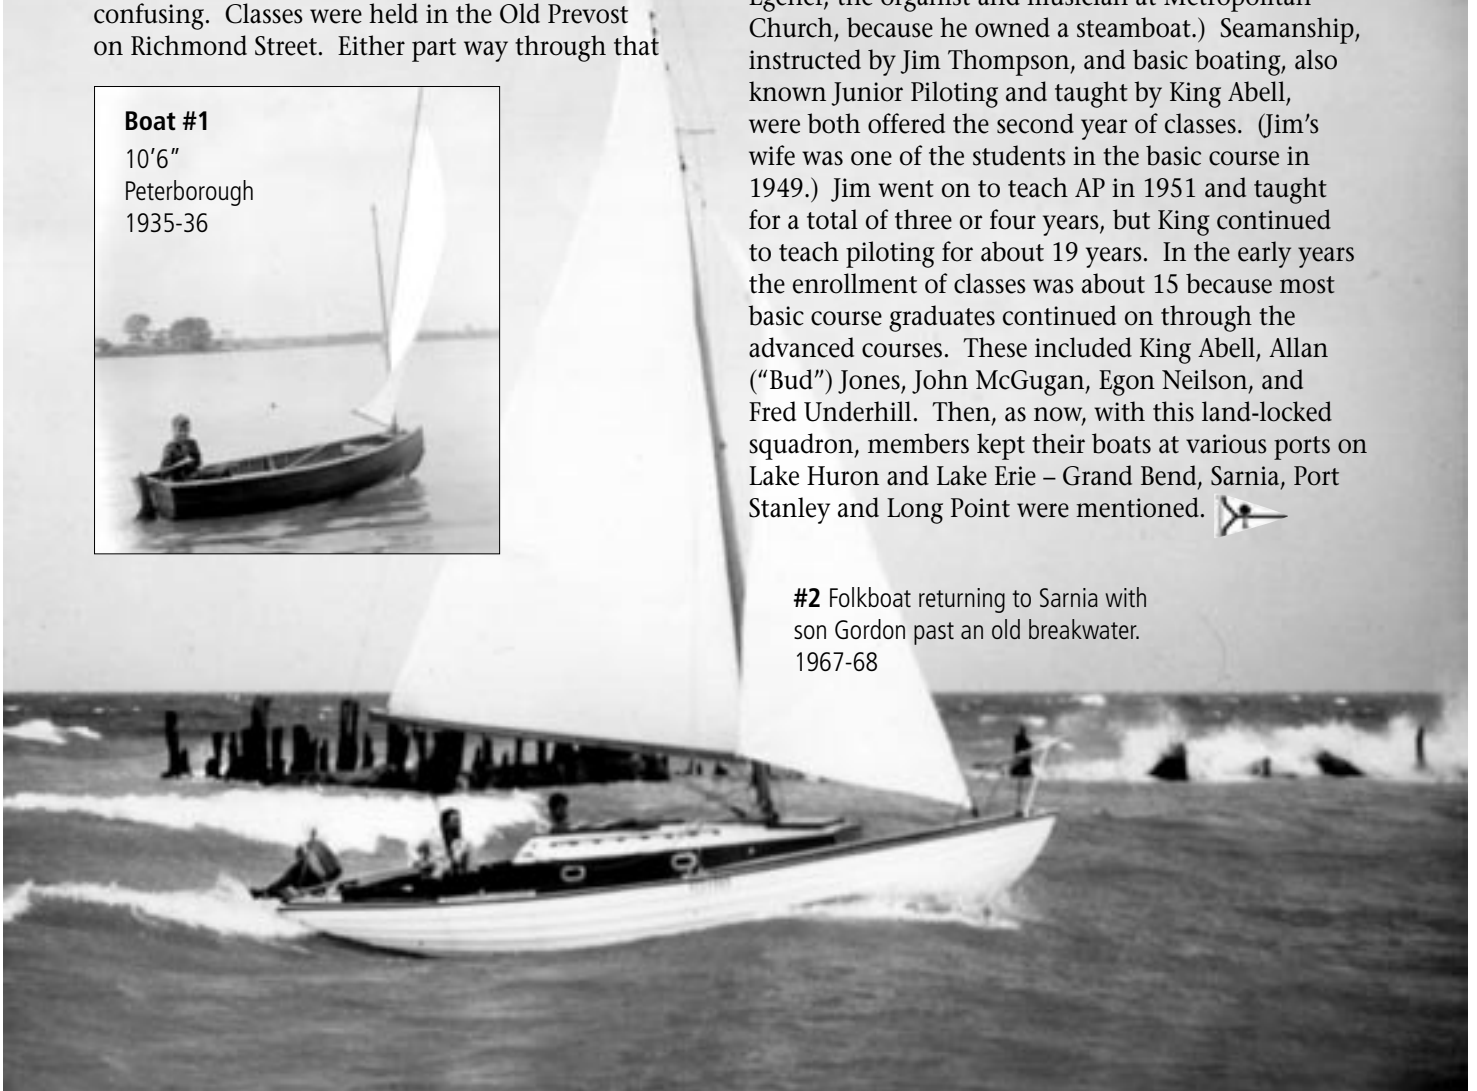 confusing.  Classes were held in the Old Prevost
on Richmond Street.  Either part way through that
Boat #1
10’6”
Peterborough
1935-36
Egener, the organist and musician at Metropolitan
Church, because he owned a steamboat.)  Seamanship,
instructed by Jim Thompson, and basic boating, also
known Junior Piloting and taught by King Abell,
were both offered the second year of classes.  (Jim’s
wife was one of the students in the basic course in
1949.)  Jim went on to teach AP in 1951 and taught
for a total of three or four years, but King continued
to teach piloting for about 19 years.  In the early years
the enrollment of classes was about 15 because most
basic course graduates continued on through the
advanced courses.  These included King Abell, Allan
(“Bud”) Jones, John McGugan, Egon Neilson, and
Fred Underhill.  Then, as now, with this land-locked
squadron, members kept their boats at various ports on
Lake Huron and Lake Erie – Grand Bend, Sarnia, Port
Stanley and Long Point were mentioned.
#2 Folkboat returning to Sarnia with
son Gordon past an old breakwater.
1967-68